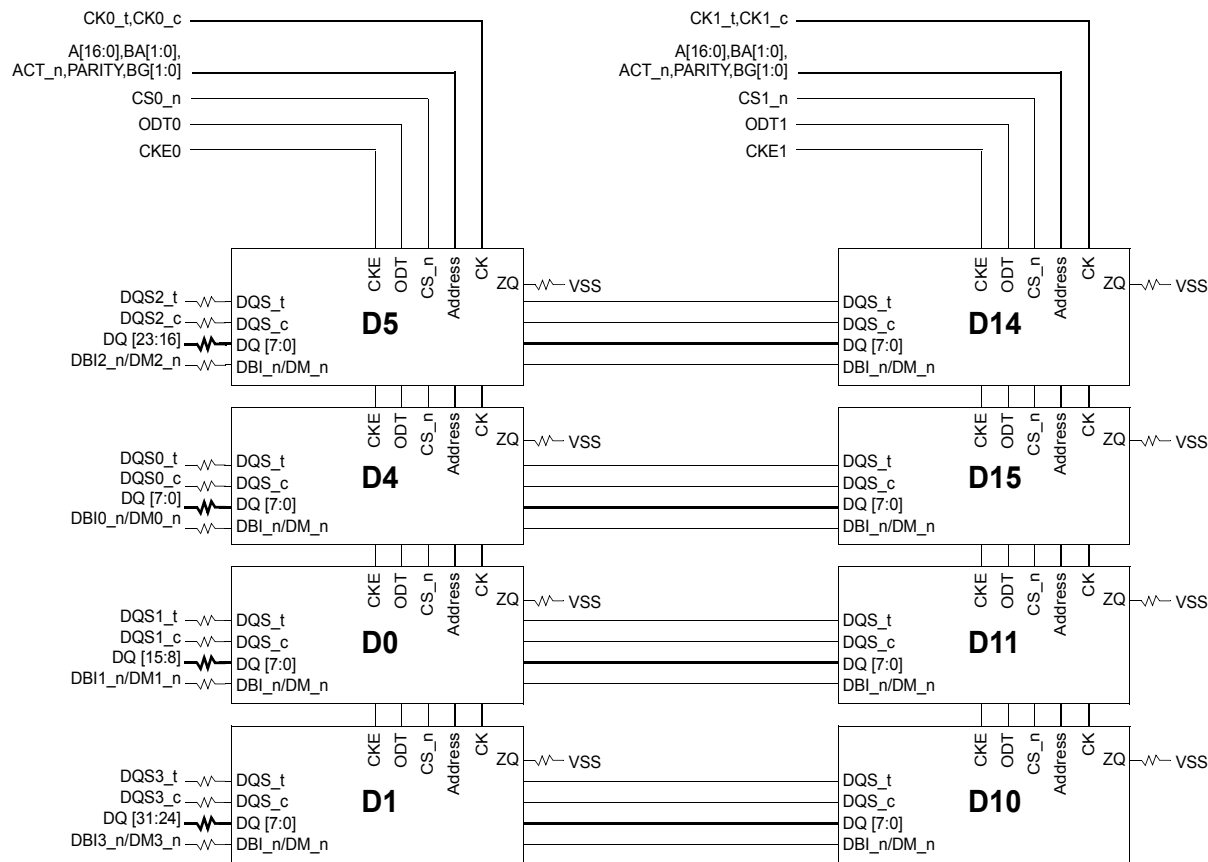 CK0_t,CK0_c
A[16:0],BA[1:0],
ACT_n,PARITY,BG[1:0]
CS0_n
ODT0
CKE0
CK1_t,CK1_c
A[16:0],BA[1:0],
ACT_n,PARITY,BG[1:0]
CS1_n
ODT1
CKE1
DQS2_t
DQS2_c
DQ [23:16]
DBI2_n/DM2_n
CKE
ODT
CS_n
Address
CK
ZQ
VSS
DQS_t
DQS_c
DQ [7:0]
DBI_n/DM_n
D5
CKE
ODT
CS_n
Address
CK
ZQ
VSS
DQS_t
DQS_c
DQ [7:0]
DBI_n/DM_n
D14
DQS0_t
DQS0_c
DQ [7:0]
DBI0_n/DM0_n
CKE
ODT
CS_n
Address
CK
ZQ
VSS
DQS_t
DQS_c
DQ [7:0]
DBI_n/DM_n
D4
CKE
ODT
CS_n
Address
CK
ZQ
VSS
DQS_t
DQS_c
DQ [7:0]
DBI_n/DM_n
D15
DQS1_t
DQS1_c
DQ [15:8]
DBI1_n/DM1_n
CKE
ODT
CS_n
Address
CK
ZQ
VSS
DQS_t
DQS_c
DQ [7:0]
DBI_n/DM_n
D0
CKE
ODT
CS_n
Address
CK
ZQ
VSS
DQS_t
DQS_c
DQ [7:0]
DBI_n/DM_n
D11
DQS3_t
DQS3_c
DQ [31:24]
DBI3_n/DM3_n
CKE
ODT
CS_n
Address
CK
ZQ
VSS
DQS_t
DQS_c
DQ [7:0]
DBI_n/DM_n
D1
CKE
ODT
CS_n
Address
CK
ZQ
VSS
DQS_t
DQS_c
DQ [7:0]
DBI_n/DM_n
D10